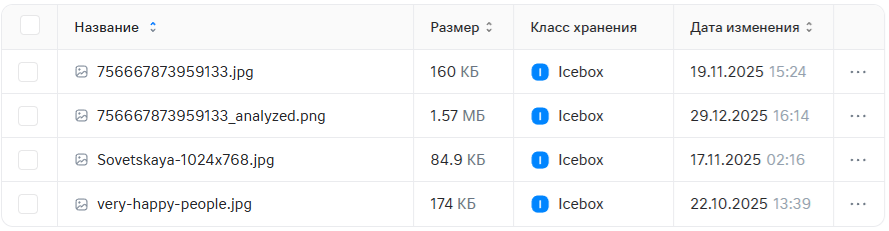 Название Размер Класс хранения Дата изменения
756667873959133.jpg 160 КБ I Icebox 19.11.2025 15:24
756667873959133_analyzed.png 1.57 МБ I Icebox 29.12.2025 16:14
Sovetskaya-1024x768.jpg 84.9 КБ I Icebox 17.11.2025 02:16
very-happy-people.jpg 174 КБ I Icebox 22.10.2025 13:39